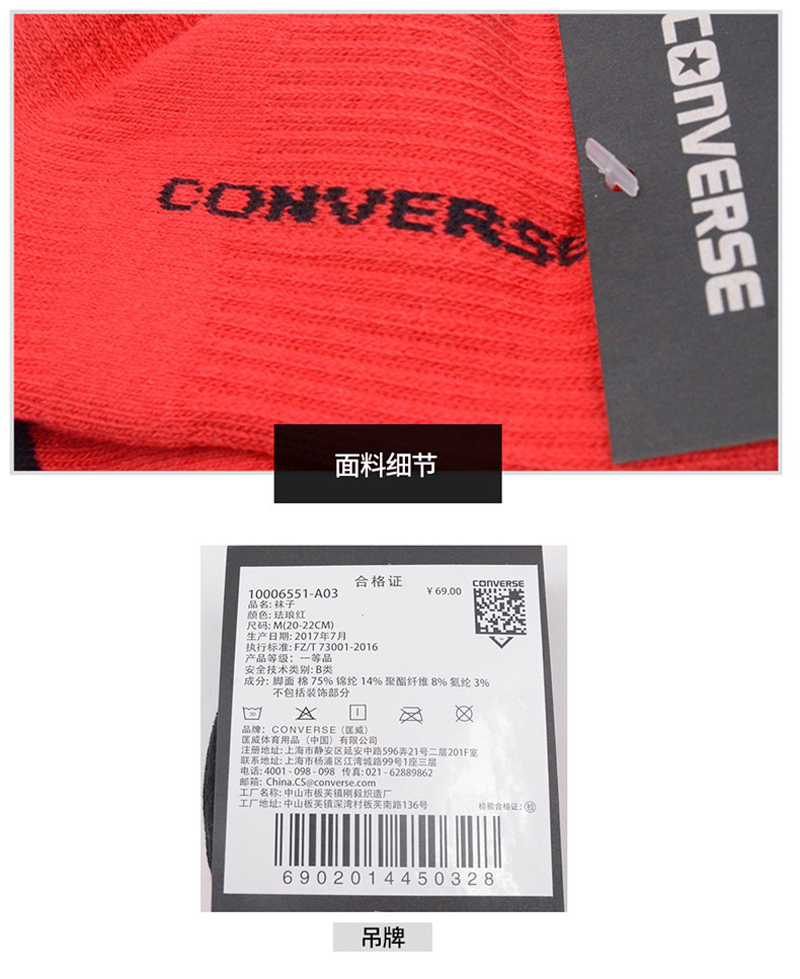 CONVERSE
CONVERSE
面料细节
合格证
10006551-A03
¥ 69.00
CONVERSE
品名: 袜子
颜色: 珐琅红
尺码: M(20-22CM)
生产日期: 2017年7月
执行标准: FZ/T 73001-2016
产品等级: 一等品
安全技术类别: B类
成分: 脚面 棉 75% 锦纶 14% 聚酯纤维 8% 氨纶 3%
不包括装饰部分
30
品牌: CONVERSE (匡威)
匡威体育用品（中国）有限公司
注册地址: 上海市静安区延安中路596弄21号二层201F室
联系地址: 上海市杨浦区江湾城路99号1座三层
电话: 4001 - 098 - 098 传真: 021 - 62889862
邮箱: China.CS@converse.com
工厂名称: 中山市板芙镇刚毅织造厂
工厂地址: 中山板芙镇深湾村板芙南路136号
检验合格证: 检
6902014450328
吊牌